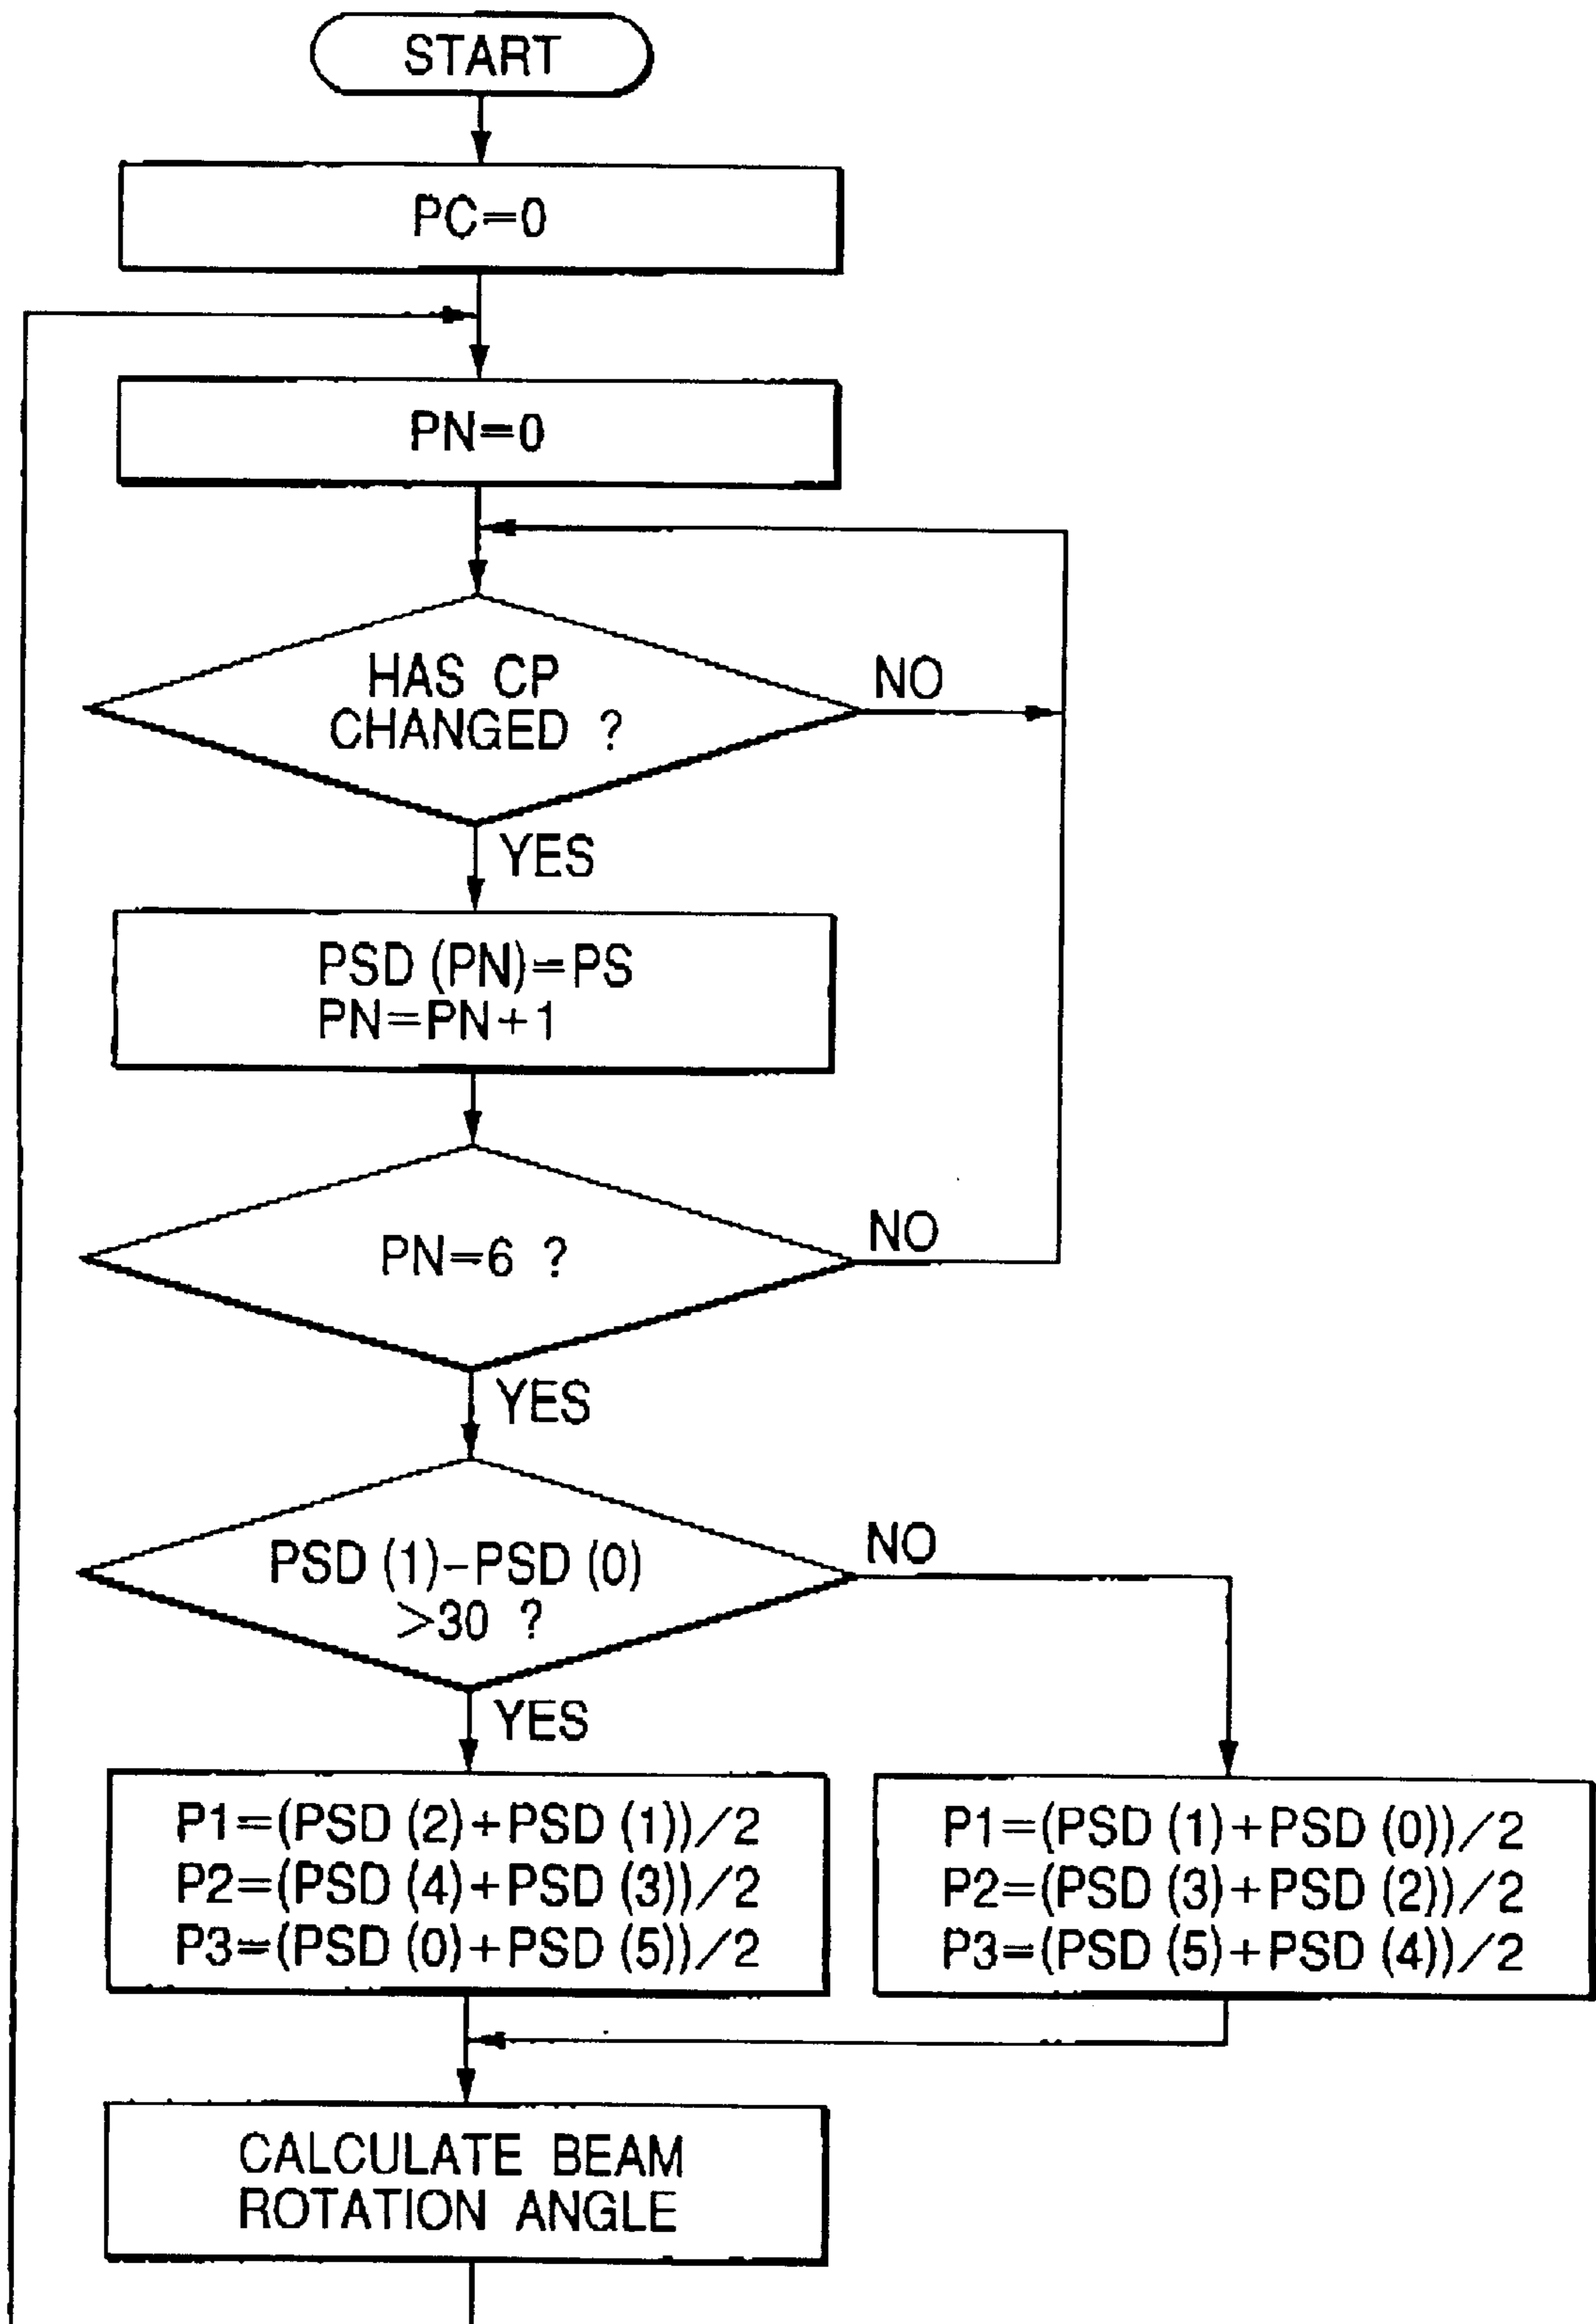 START
PC=0
PN=0
HAS CP
CHANGED ?
NO
YES
PSD (PN)=PS
PN=PN+1
PN=6 ?
NO
YES
PSD (1)-PSD (0)
>30 ?
NO
YES
P1=(PSD (2)+PSD (1))/2
P2=(PSD (4)+PSD (3))/2
P3=(PSD (0)+PSD (5))/2
P1=(PSD (1)+PSD (0))/2
P2=(PSD (3)+PSD (2))/2
P3=(PSD (5)+PSD (4))/2
CALCULATE BEAM
ROTATION ANGLE